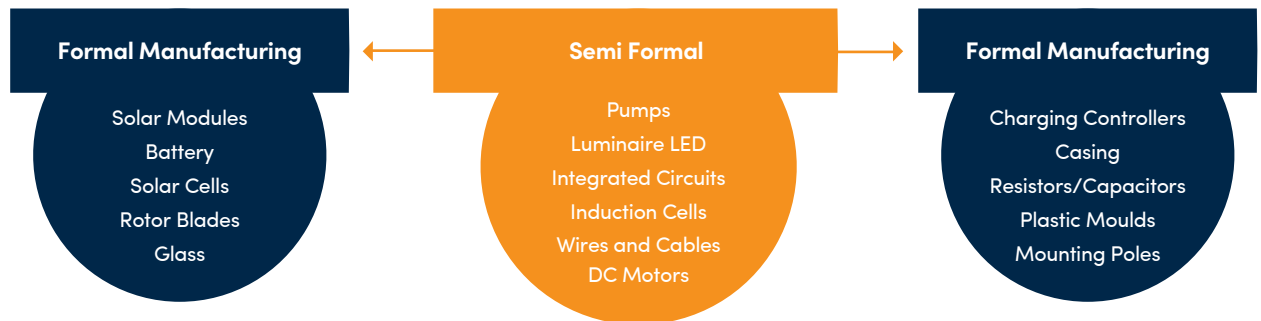 Formal Manufacturing
Solar Modules
Battery
Solar Cells
Rotor Blades
Glass
Semi Formal
Pumps
Luminaire LED
Integrated Circuits
Induction Cells
Wires and Cables
DC Motors
Formal Manufacturing
Charging Controllers
Casing
Resistors/Capacitors
Plastic Moulds
Mounting Poles